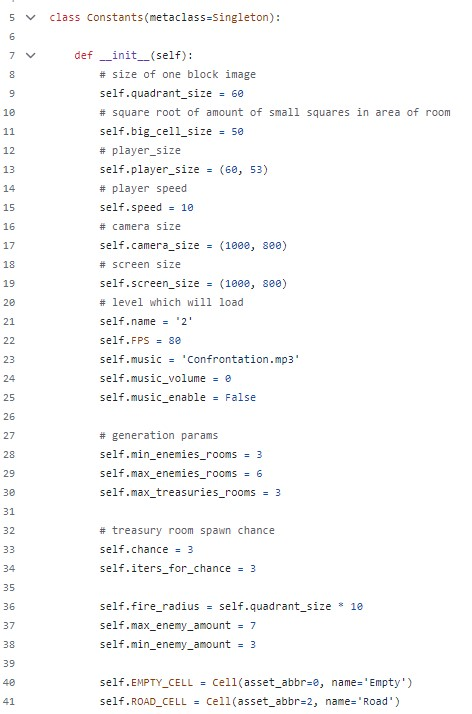 5 class Constants(metaclass=Singleton):
6
7 def __init__(self):
8 # size of one block image
9 self.quadrant_size = 60
10 # square root of amount of small squares in area of room
11 self.big_cell_size = 50
12 # player_size
13 self.player_size = (60, 53)
14 # player speed
15 self.speed = 10
16 # camera size
17 self.camera_size = (1000, 800)
18 # screen size
19 self.screen_size = (1000, 800)
20 # level which will load
21 self.name = '2'
22 self.FPS = 80
23 self.music = 'Confrontation.mp3'
24 self.music_volume = 0
25 self.music_enable = False
26
27 # generation params
28 self.min_enemies_rooms = 3
29 self.max_enemies_rooms = 6
30 self.max_treasuries_rooms = 3
31
32 # treasury room spawn chance
33 self.chance = 3
34 self.iters_for_chance = 3
35
36 self.fire_radius = self.quadrant_size * 10
37 self.max_enemy_amount = 7
38 self.min_enemy_amount = 3
39
40 self.EMPTY_CELL = Cell(asset_abbr=0, name='Empty')
41 self.ROAD_CELL = Cell(asset_abbr=2, name='Road')